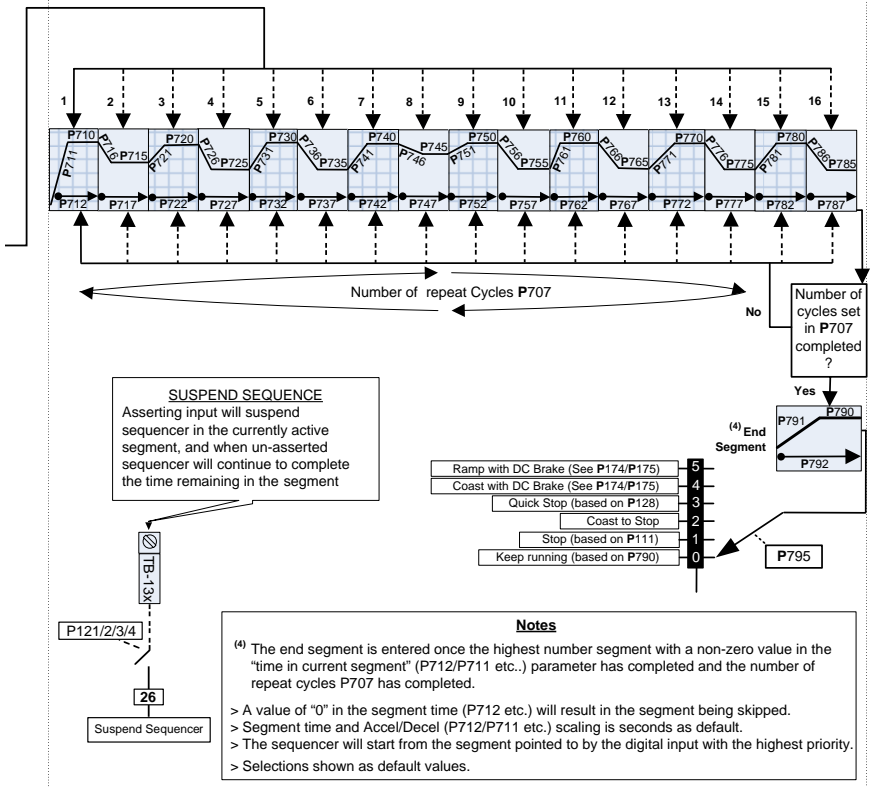 1 2 3 4 5 6 7 8 9 10 11 12 13 14 15 16
P710 P720 P730 P740 P745 P750 P760 P770 P780
P711 P716 P715 P721 P726 P725 P731 P736 P735 P741 P746 P751 P756 P755 P761 P766 P765 P771 P776 P775 P781 P786 P785
P712 P717 P722 P727 P732 P737 P742 P747 P752 P757 P762 P767 P772 P777 P782 P787
Number of repeat Cycles P707
No
Number of
cycles set
in P707
completed
?
Yes
SUSPEND SEQUENCE
Asserting input will suspend
sequencer in the currently active
segment, and when un-asserted
sequencer will continue to complete
the time remaining in the segment
(4) End
Segment
P791
P790
P792
Ramp with DC Brake (See P174/P175) 5
Coast with DC Brake (See P174/P175) 4
Quick Stop (based on P128) 3
Coast to Stop 2
Stop (based on P111) 1
Keep running (based on P790) 0
P795
TB-13x
P121/2/3/4
26
Suspend Sequencer
Notes
(4) The end segment is entered once the highest number segment with a non-zero value in the
“time in current segment” (P712/P711 etc..) parameter has completed and the number of
repeat cycles P707 has completed.
> A value of “0” in the segment time (P712 etc.) will result in the segment being skipped.
> Segment time and Accel/Decel (P712/P711 etc.) scaling is seconds as default.
> The sequencer will start from the segment pointed to by the digital input with the highest priority.
> Selections shown as default values.